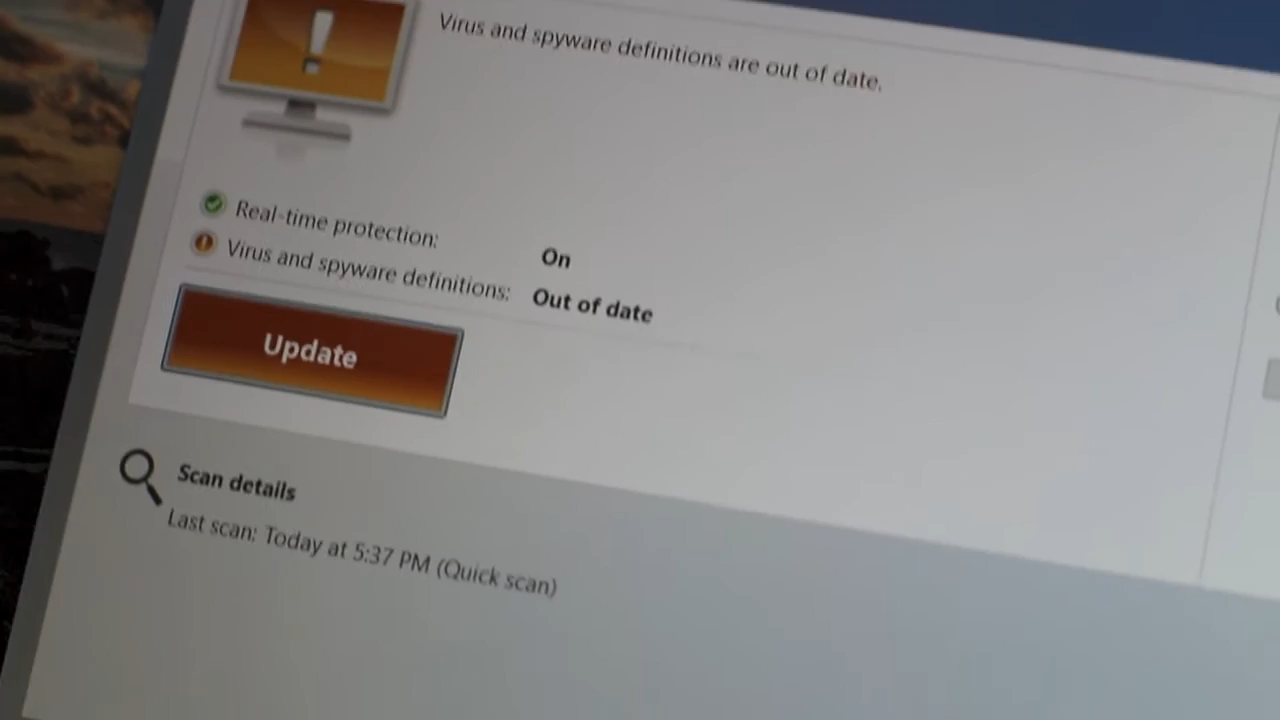 Virus and spyware definitions are out of date.
Real-time protection: On
Virus and spyware definitions: Out of date
Update
Scan details
Last scan: Today at 5:37 PM (Quick scan)